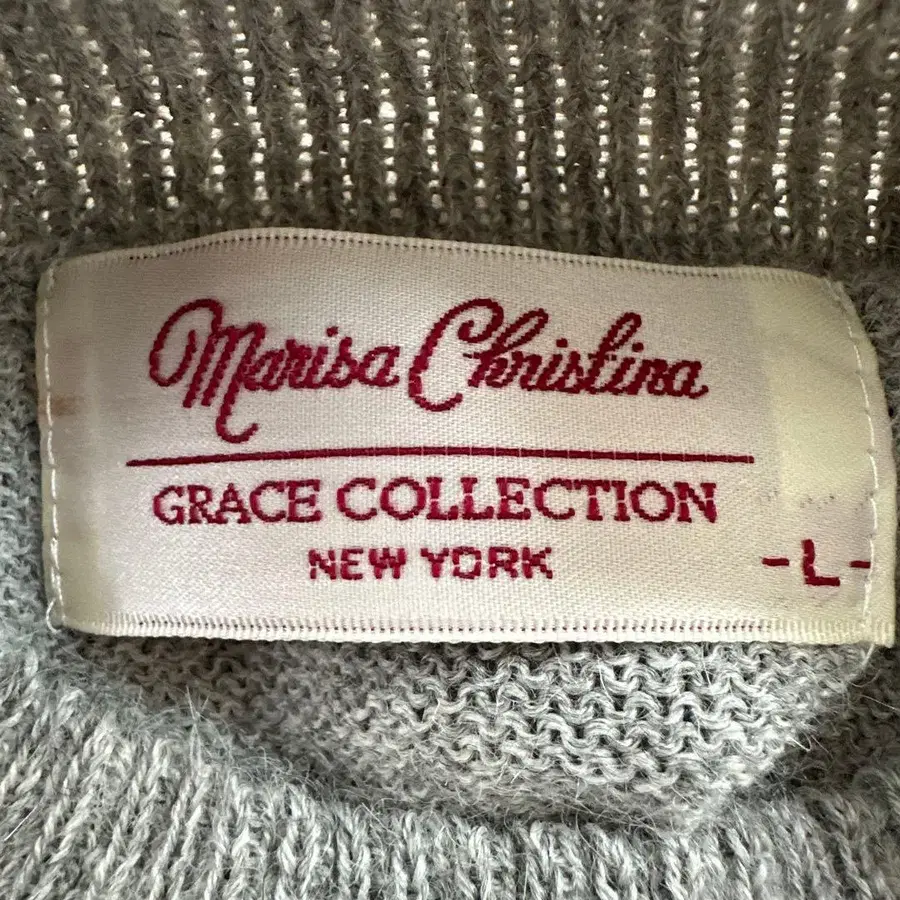 Marisa Christina
GRACE COLLECTION
NEW YORK
-L-